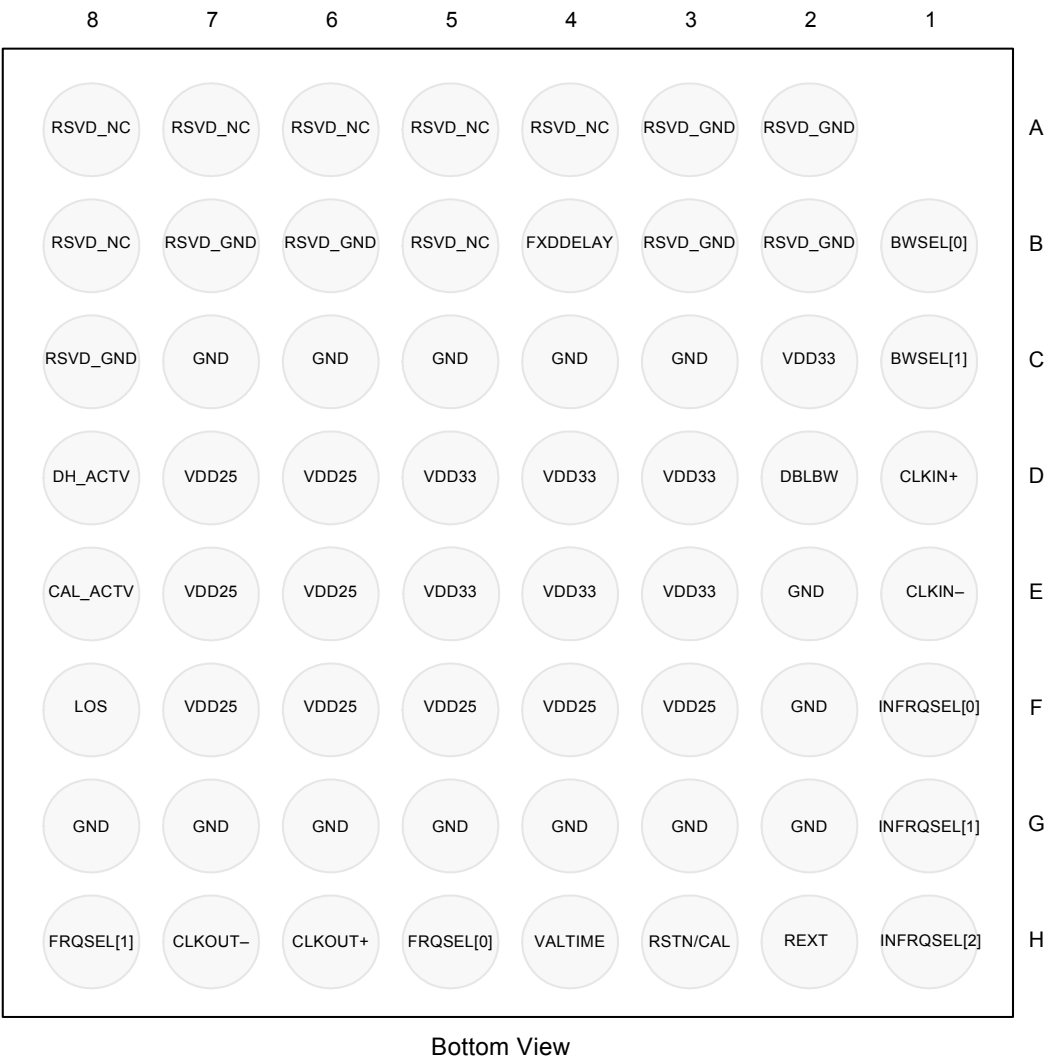 8 7 6 5 4 3 2 1
RSVD_NC RSVD_NC RSVD_NC RSVD_NC RSVD_NC RSVD_GND RSVD_GND A
RSVD_NC RSVD_GND RSVD_GND RSVD_NC FXDDELAY RSVD_GND RSVD_GND BWSEL[0] B
RSVD_GND GND GND GND GND GND VDD33 BWSEL[1] C
DH_ACTV VDD25 VDD25 VDD33 VDD33 VDD33 DBLBW CLKIN+ D
CAL_ACTV VDD25 VDD25 VDD33 VDD33 VDD33 GND CLKIN– E
LOS VDD25 VDD25 VDD25 VDD25 VDD25 GND INFRQSEL[0] F
GND GND GND GND GND GND GND INFRQSEL[1] G
FRQSEL[1] CLKOUT– CLKOUT+ FRQSEL[0] VALTIME RSTN/CAL REXT INFRQSEL[2] H
Bottom View